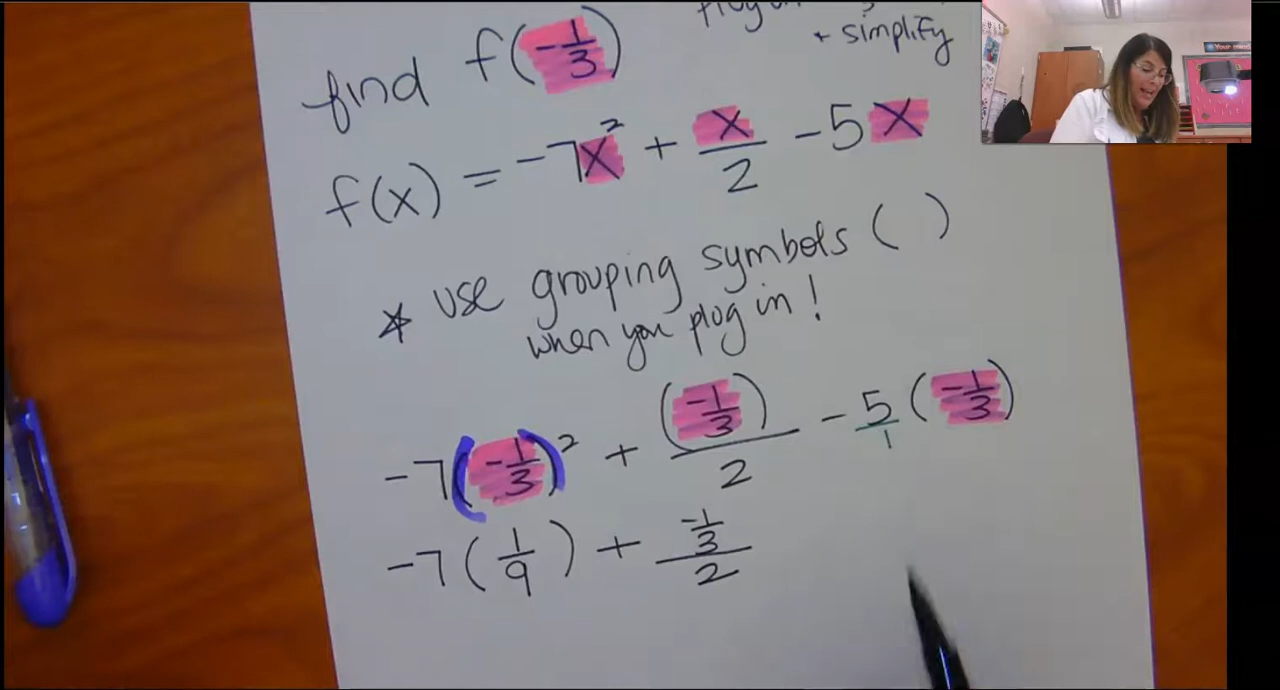 + simplify
find f(-1/3)
f(x) = -7x² + x/2 - 5x
* use grouping symbols ( )
when you plug in!
-7(-1/3)² + (-1/3)/2 - 5/1 (-1/3)
-7(1/9) + -1/3/2